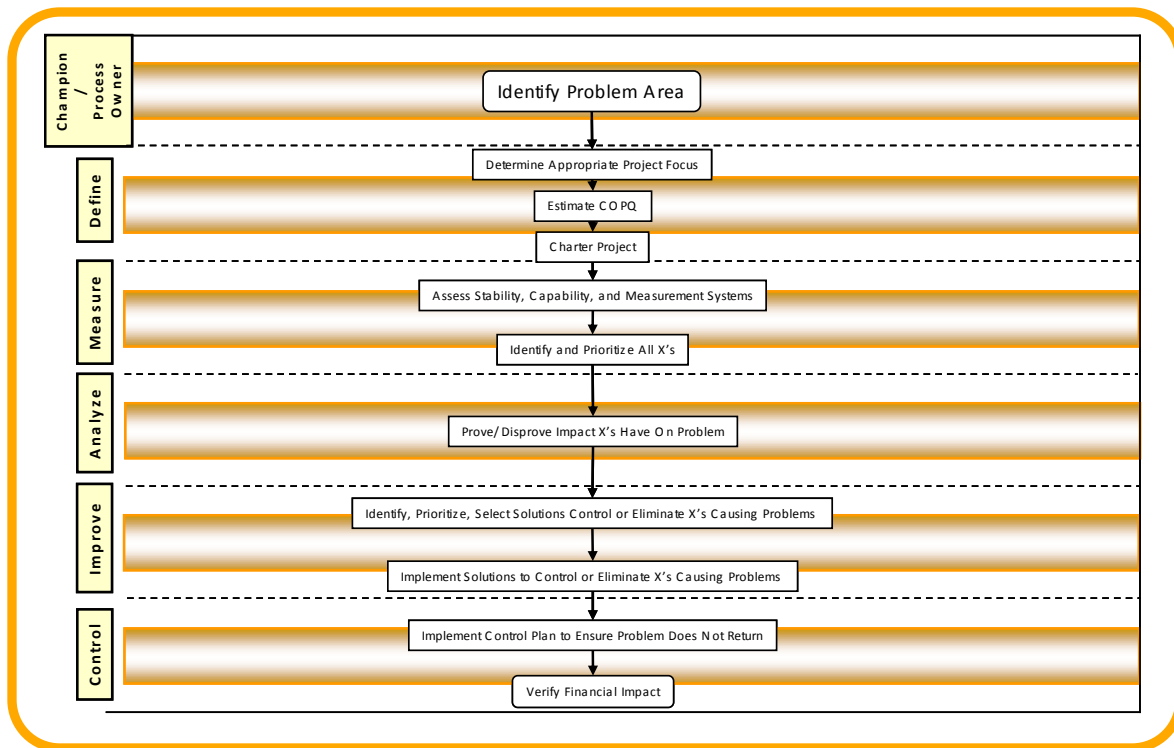 Champion
/
Process
Owner
Identify Problem Area
Define
Determine Appropriate Project Focus
Estimate COPQ
Charter Project
Measure
Assess Stability, Capability, and Measurement Systems
Identify and Prioritize All X's
Analyze
Prove/Disprove Impact X's Have On Problem
Improve
Identify, Prioritize, Select Solutions Control or Eliminate X's Causing Problems
Implement Solutions to Control or Eliminate X's Causing Problems
Control
Implement Control Plan to Ensure Problem Does Not Return
Verify Financial Impact